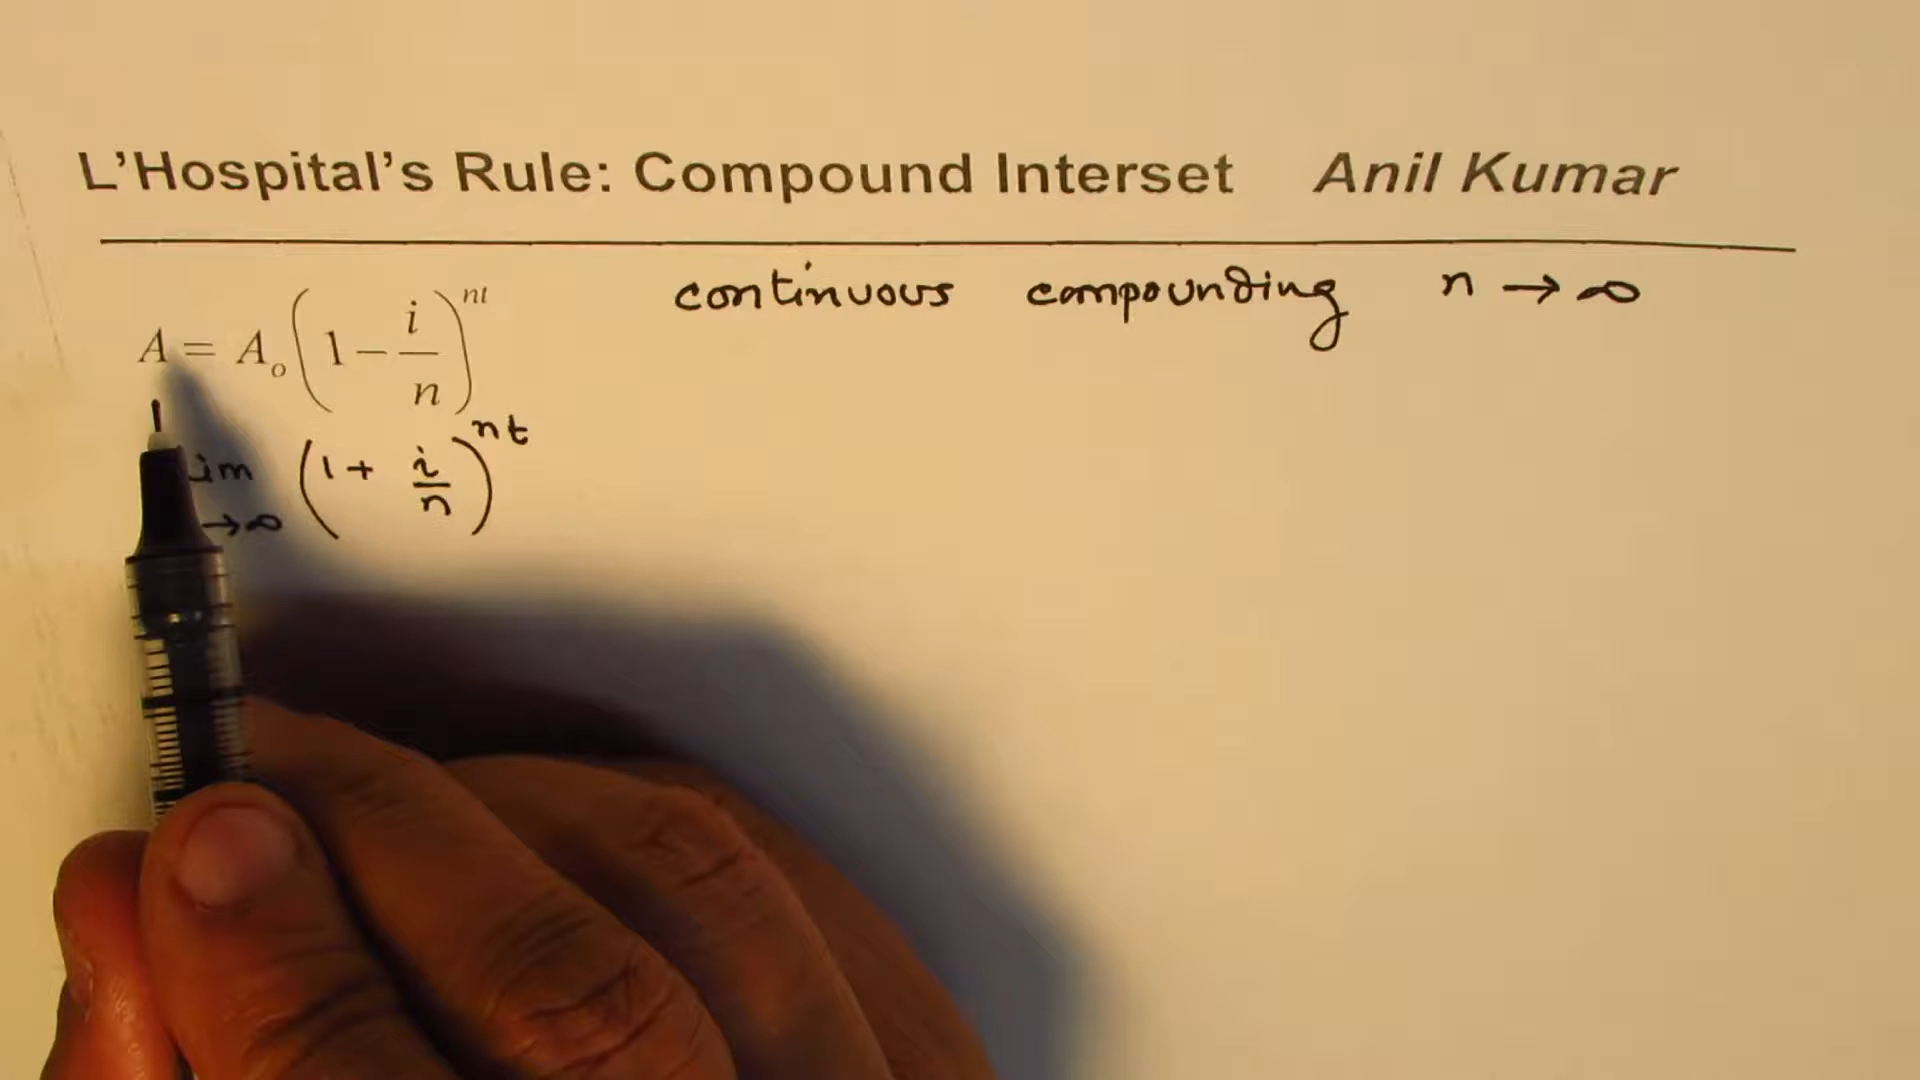 L'Hospital's Rule: Compound Interset Anil Kumar
A = A₀(1 − i/n)^nt
continuous compounding n → ∞
im (1 + i/n)^nt
→∞